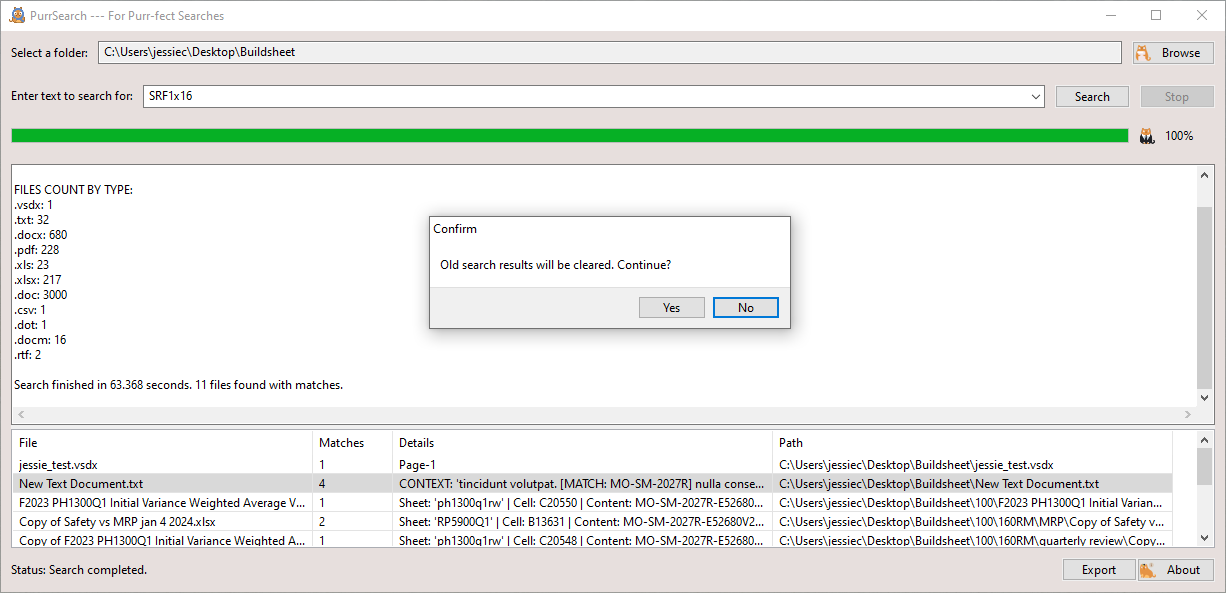 PurrSearch --- For Purr-fect Searches
Select a folder: C:\Users\jessiec\Desktop\Buildsheet Browse
Enter text to search for: SRF1x16 Search Stop
100%
FILES COUNT BY TYPE:
.vsdx: 1
.txt: 32
.docx: 680
.pdf: 228
.xls: 23
.xlsx: 217
.doc: 3000
.csv: 1
.dot: 1
.docm: 16
.rtf: 2
Search finished in 63.368 seconds. 11 files found with matches.
Confirm
Old search results will be cleared. Continue?
Yes No
File Matches Details Path
jessie_test.vsdx 1 Page-1 C:\Users\jessiec\Desktop\Buildsheet\jessie_test.vsdx
New Text Document.txt 4 CONTEXT: 'tincidunt volutpat. [MATCH: MO-SM-2027R] nulla conse... C:\Users\jessiec\Desktop\Buildsheet\New Text Document.txt
F2023 PH1300Q1 Initial Variance Weighted Average V... 1 Sheet: 'ph1300q1rw' | Cell: C20550 | Content: MO-SM-2027R-E52680... C:\Users\jessiec\Desktop\Buildsheet\100\F2023 PH1300Q1 Initial Varian...
Copy of Safety vs MRP jan 4 2024.xlsx 2 Sheet: 'RP5900Q1' | Cell: B13631 | Content: MO-SM-2027R-E52680V2... C:\Users\jessiec\Desktop\Buildsheet\100\160RM\MRP\Copy of Safety v...
Copy of F2023 PH1300Q1 Initial Variance Weighted A... 1 Sheet: 'ph1300q1rw' | Cell: C20548 | Content: MO-SM-2027R-E52680... C:\Users\jessiec\Desktop\Buildsheet\100\160RM\quarterly review\Copy...
Status: Search completed. Export About